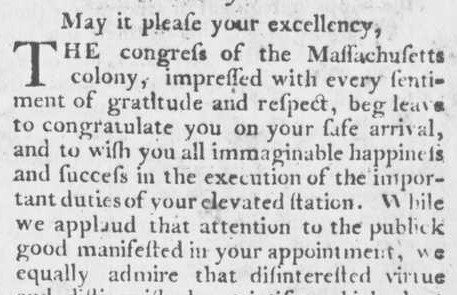 May it pleaſe your excellency,
THE congreſs of the Maſſachuſetts
colony, impreſſed with every ſenti-
ment of gratitude and reſpect, beg leave
to congratulate you on your ſafe arrival,
and to wiſh you all immaginable happineſs
and ſucceſs in the execution of the impor-
tant duties of your elevated ſtation. While
we applaud that attention to the publick
good manifeſted in your appointment, we
equally admire that diſintereſted virtue